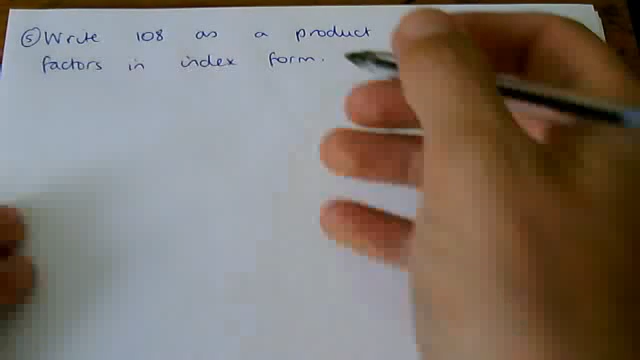 ⑤ Write 108 as a product
factors in index form.